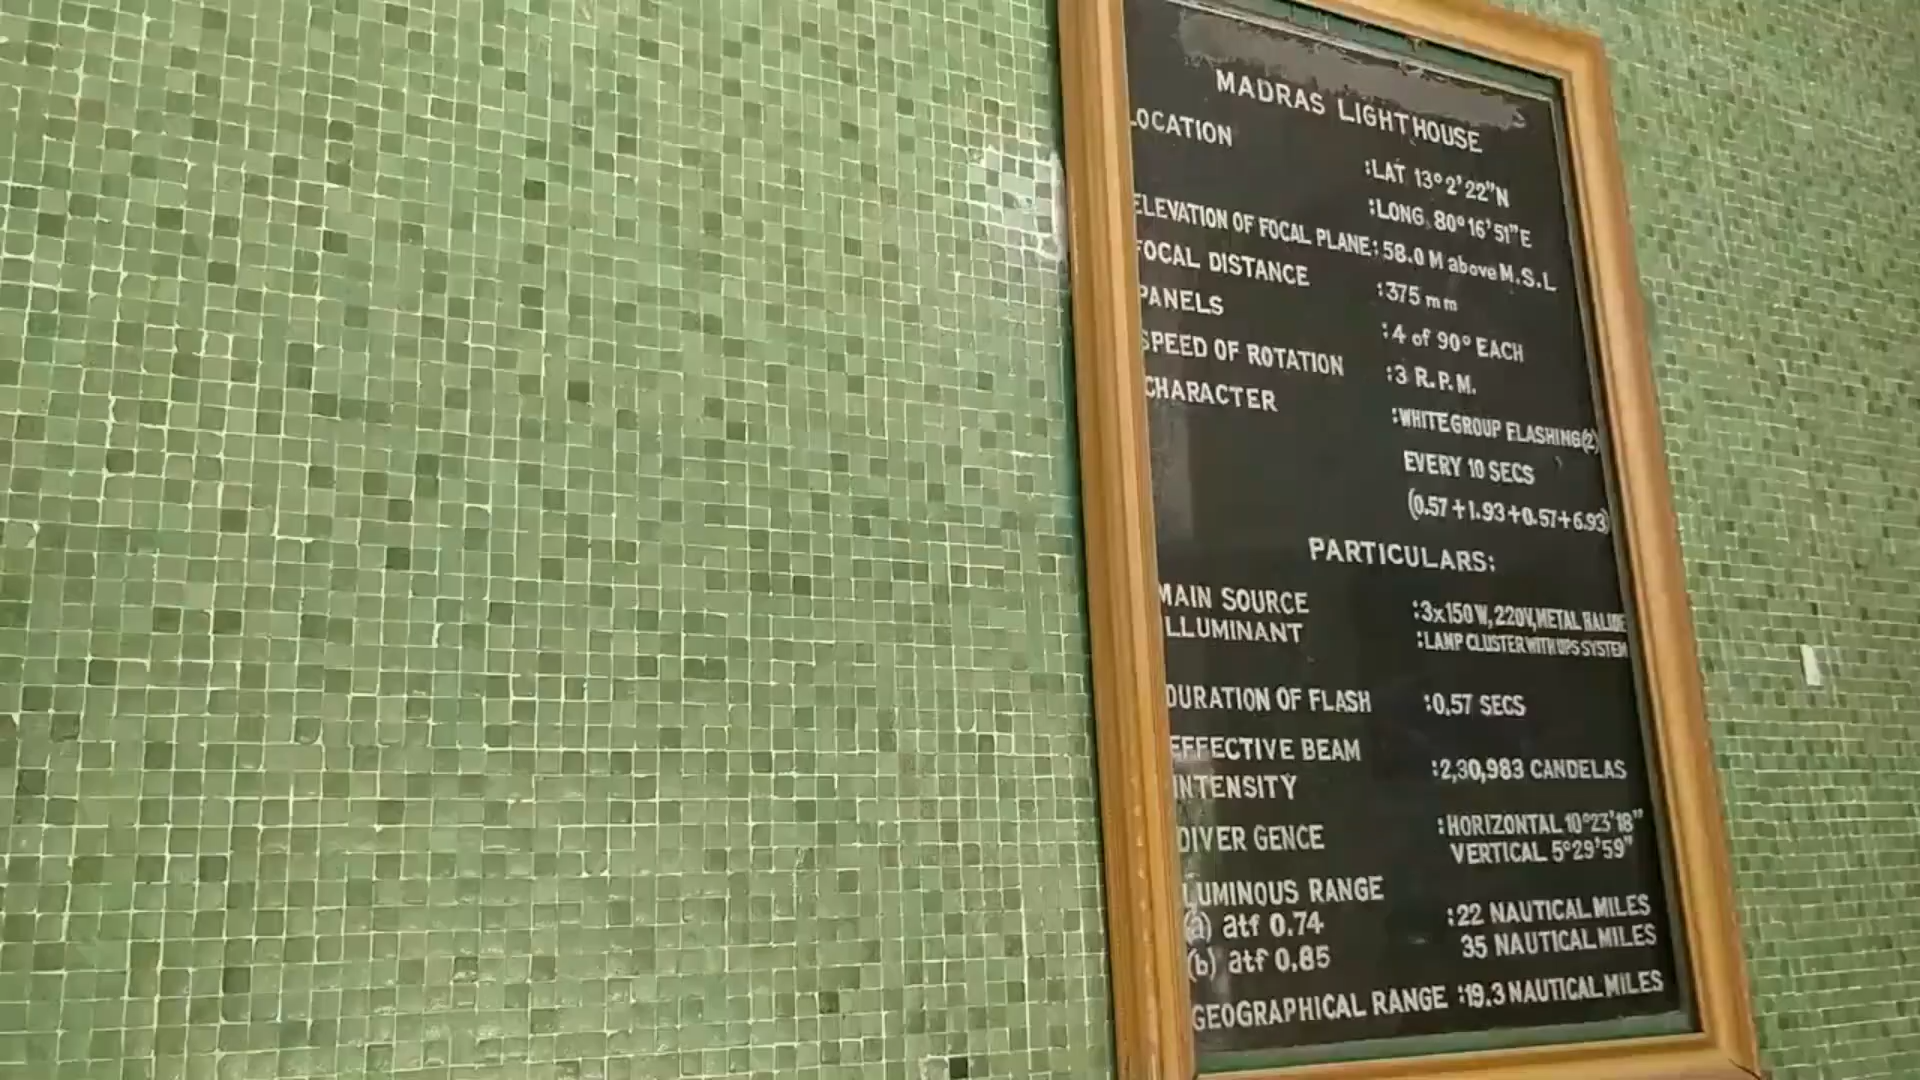 MADRAS LIGHTHOUSE
LOCATION :LAT 13°2'22"N
:LONG. 80°16'51"E
ELEVATION OF FOCAL PLANE: 58.0 M above M.S.L
FOCAL DISTANCE :375 mm
PANELS :4 of 90° EACH
SPEED OF ROTATION :3 R.P.M.
CHARACTER :WHITE GROUP FLASHING(2)
EVERY 10 SECS
(0.57+1.93+0.57+6.93)
PARTICULARS:
MAIN SOURCE :3x150W, 220V, METAL HALIDE
ILLUMINANT :LAMP CLUSTER WITH UPS SYSTEM
DURATION OF FLASH :0,57 SECS
EFFECTIVE BEAM
INTENSITY :2,30,983 CANDELAS
DIVER GENCE :HORIZONTAL 10°23'18"
VERTICAL 5°29'59"
LUMINOUS RANGE
(a) atf 0.74 :22 NAUTICAL MILES
(b) atf 0.85 35 NAUTICAL MILES
GEOGRAPHICAL RANGE :19.3 NAUTICAL MILES